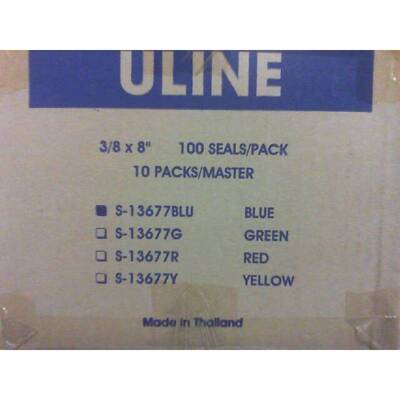 ULINE
3/8 x 8" 100 SEALS/PACK
10 PACKS/MASTER
S-13677BLU BLUE
S-13677G GREEN
S-13677R RED
S-13677Y YELLOW
Made in Thailand